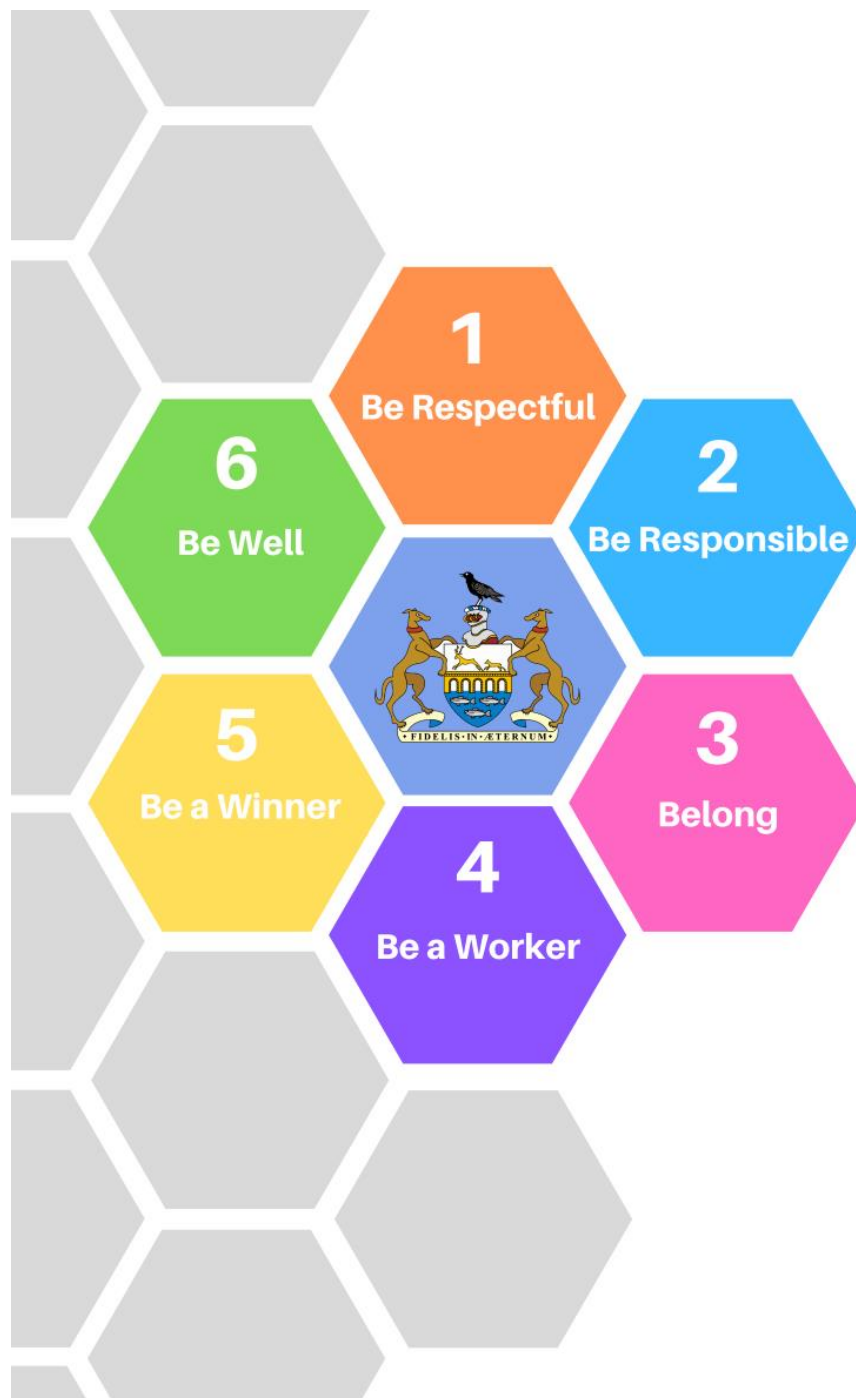 1
Be Respectful
2
Be Responsible
3
Belong
4
Be a Worker
5
Be a Winner
6
Be Well
• FIDELIS • IN • ÆTERNUM •